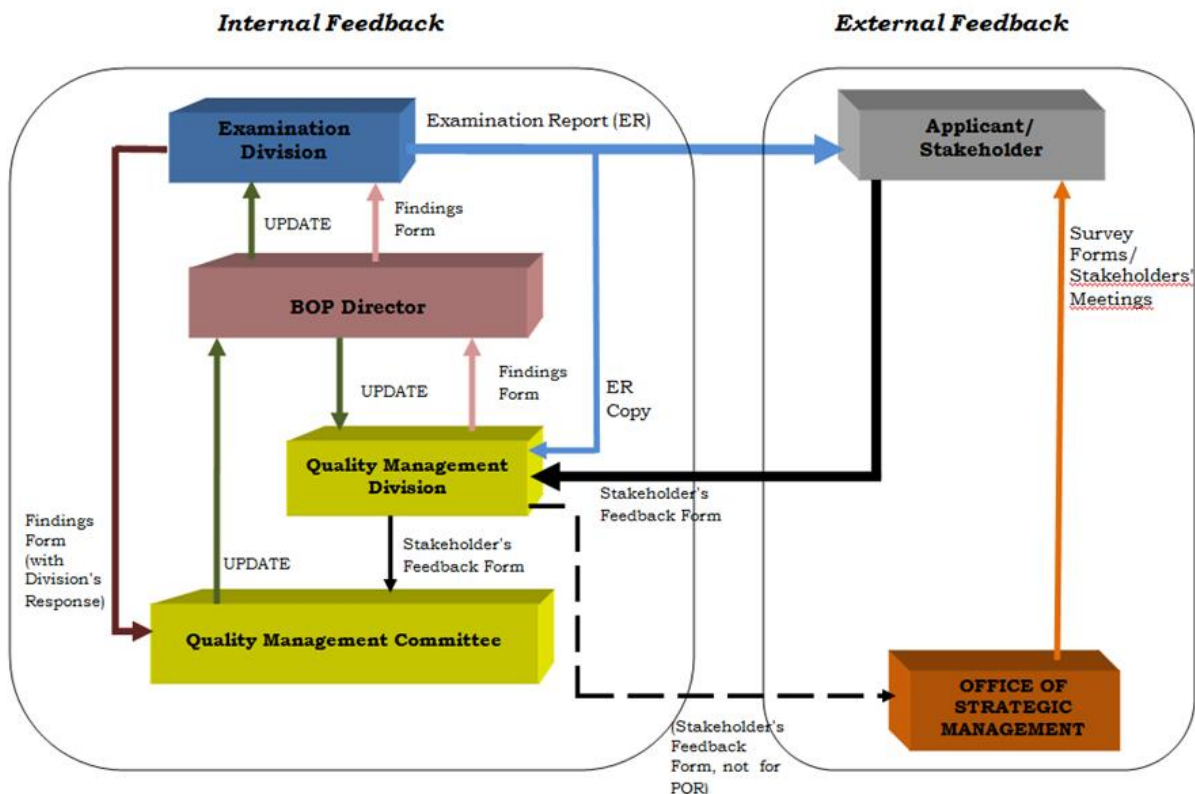 Internal Feedback
External Feedback
Examination
Division
Examination Report (ER)
Applicant/
Stakeholder
UPDATE
Findings
Form
BOP Director
Survey
Forms/
Stakeholders'
Meetings
UPDATE
Findings
Form
ER
Copy
Quality Management
Division
Stakeholder's
Feedback Form
Findings
Form
(with
Division's
Response)
UPDATE
Stakeholder's
Feedback Form
Quality Management Committee
OFFICE OF
STRATEGIC
MANAGEMENT
(Stakeholder's
Feedback
Form, not for
POR)